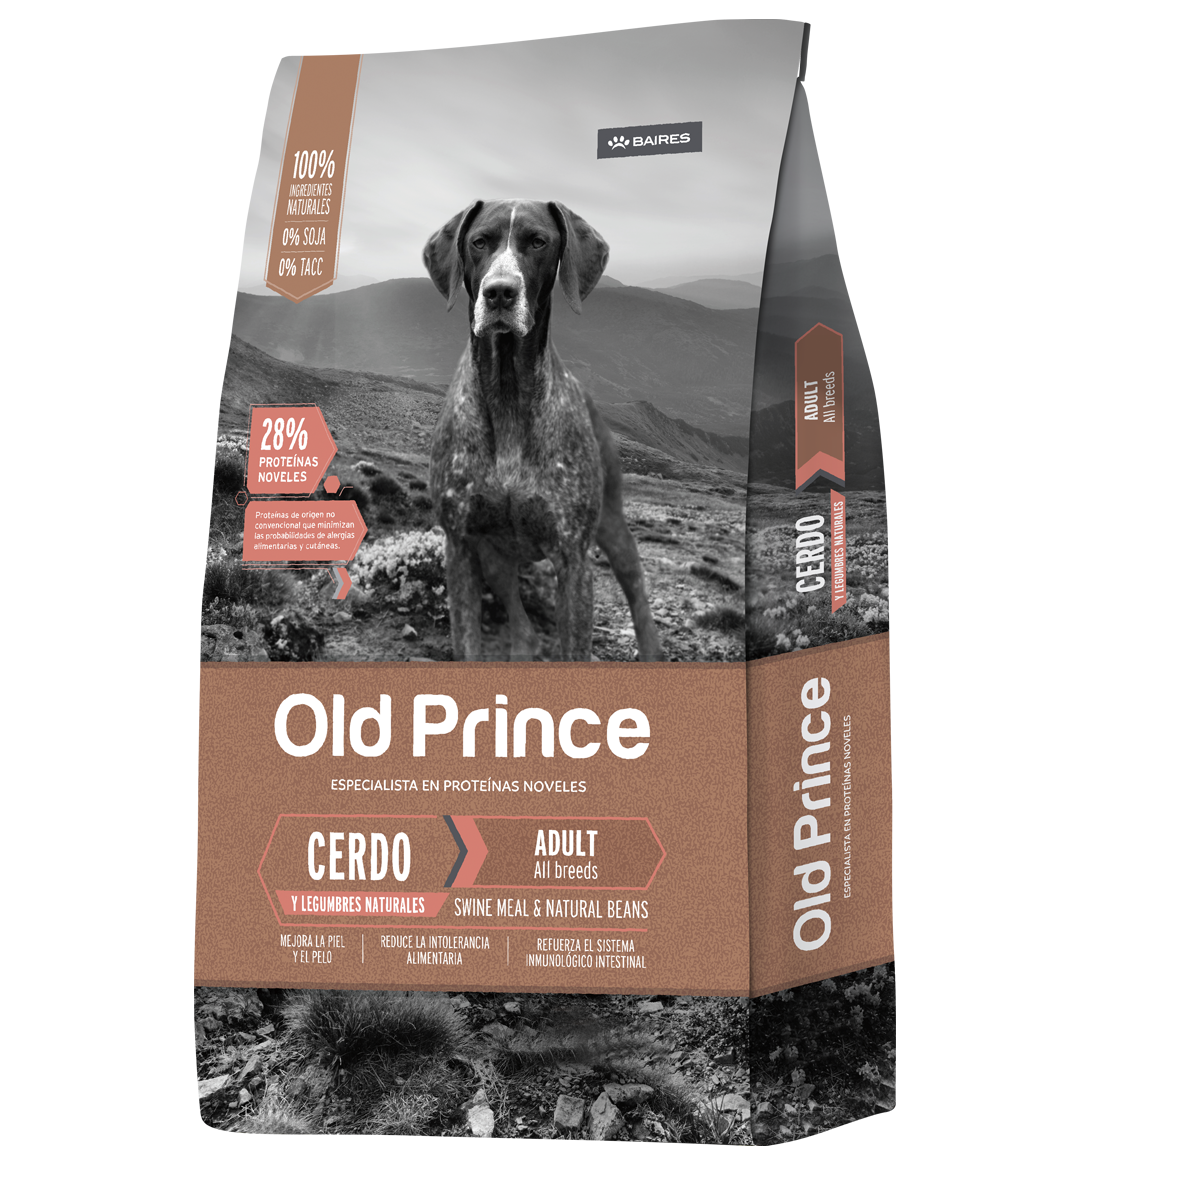 BAIRES
100%
INGREDIENTES
NATURALES
0% SOJA
0% TACC
28%
PROTEÍNAS
NOVELES
Proteínas de origen no
convencional que minimizan
las probabilidades de alergias
alimentarias y cutáneas.
Old Prince
ESPECIALISTA EN PROTEÍNAS NOVELES
CERDO
ADULT
All breeds
Y LEGUMBRES NATURALES
SWINE MEAL & NATURAL BEANS
MEJORA LA PIEL
Y EL PELO
REDUCE LA INTOLERANCIA
ALIMENTARIA
REFUERZA EL SISTEMA
INMUNOLÓGICO INTESTINAL
ADULT
All breeds
CERDO
Y LEGUMBRES NATURALES
Old Prince
ESPECIALISTA EN PROTEÍNAS NOVELES